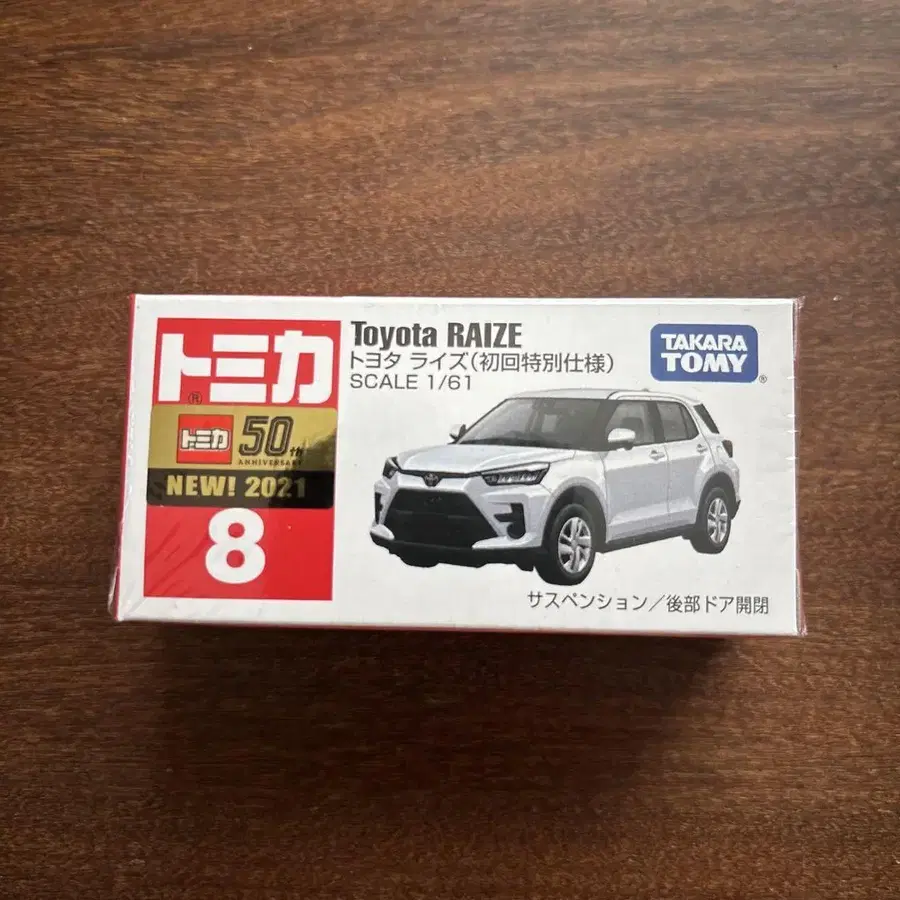 トミカ
®
トミカ 50th
ANNIVERSARY
NEW! 2021
8
Toyota RAIZE
トヨタ ライズ(初回特別仕様)
SCALE 1/61
TAKARA
TOMY®
サスペンション/後部ドア開閉